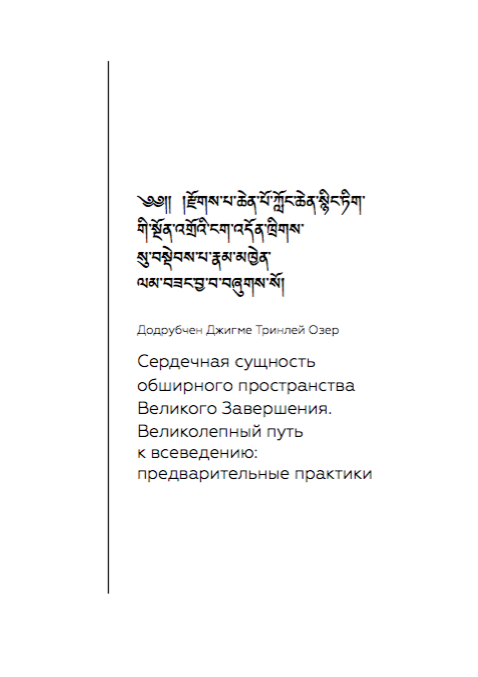 ༄༅།། །རྫོགས་པ་ཆེན་པོ་ཀློང་ཆེན་སྙིང་ཏིག་
གི་སྔོན་འགྲོའི་ངག་འདོན་ཁྲིགས་
སུ་བསྡེབས་པ་རྣམ་མཁྱེན་
ལམ་བཟང་བྱ་བ་བཞུགས་སོ།
Додрубчен Джигме Тринлей Озер
Сердечная сущность
обширного пространства
Великого Завершения.
Великолепный путь
к всеведению:
предварительные практики